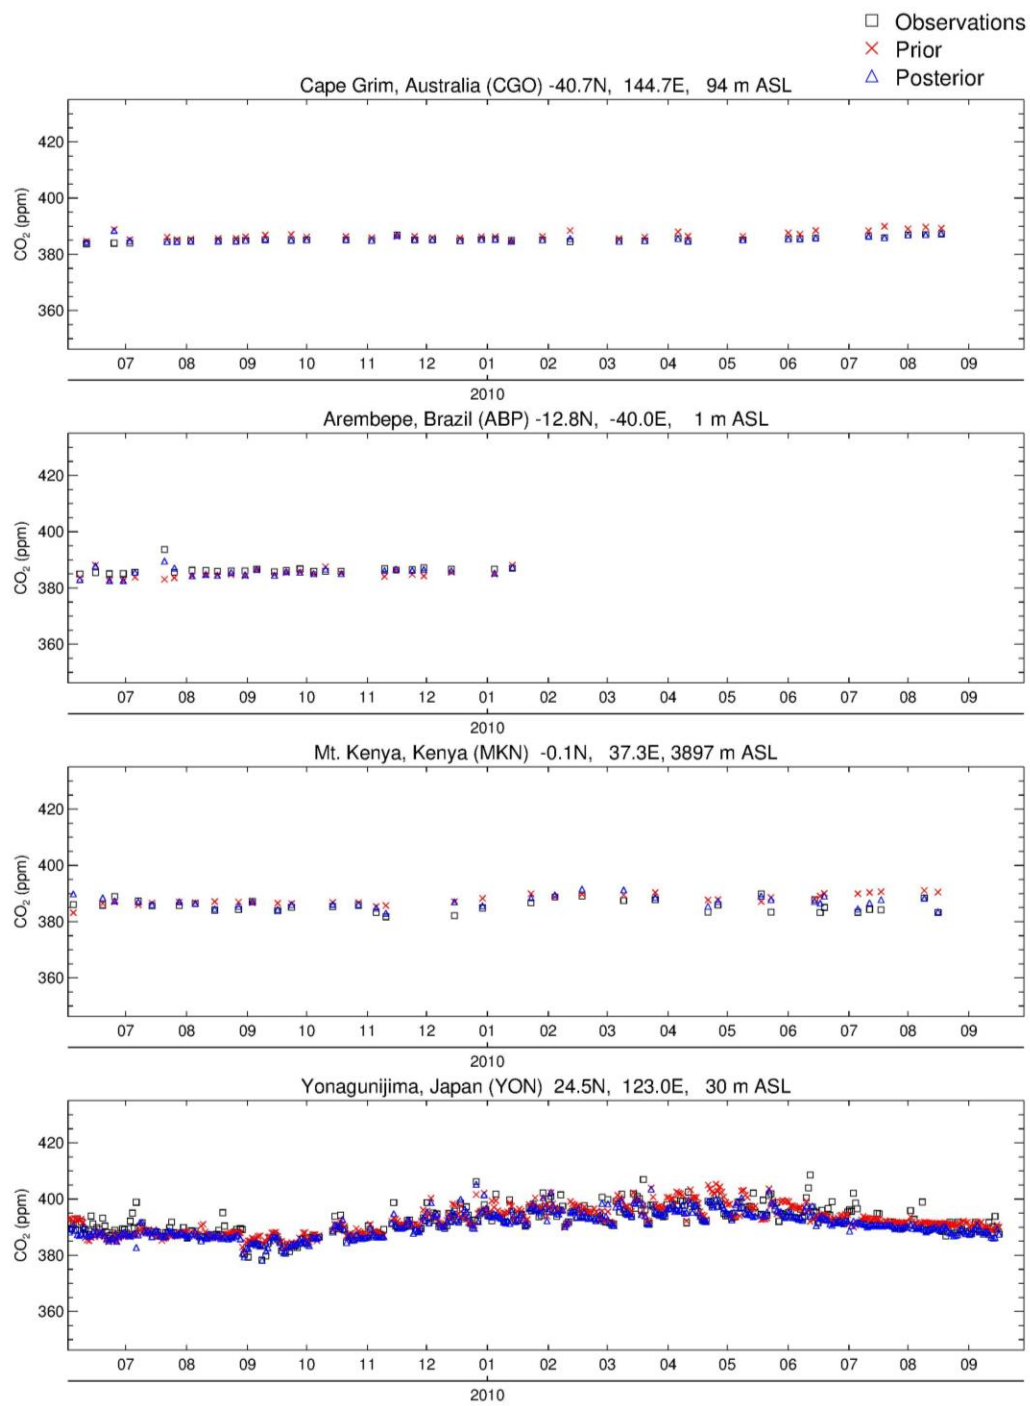 Observations
Prior
Posterior
Cape Grim, Australia (CGO) -40.7N, 144.7E, 94 m ASL
420
400
380
360
CO2 (ppm)
07 08 09 10 11 12 01 02 03 04 05 06 07 08 09
2010
Arembepe, Brazil (ABP) -12.8N, -40.0E, 1 m ASL
420
400
380
360
CO2 (ppm)
07 08 09 10 11 12 01 02 03 04 05 06 07 08 09
2010
Mt. Kenya, Kenya (MKN) -0.1N, 37.3E, 3897 m ASL
420
400
380
360
CO2 (ppm)
07 08 09 10 11 12 01 02 03 04 05 06 07 08 09
2010
Yonagunijima, Japan (YON) 24.5N, 123.0E, 30 m ASL
420
400
380
360
CO2 (ppm)
07 08 09 10 11 12 01 02 03 04 05 06 07 08 09
2010